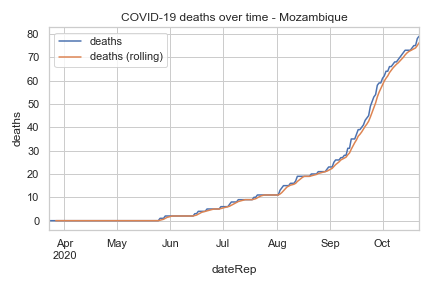 COVID-19 deaths over time - Mozambique
deaths
deaths (rolling)
80
70
60
50
40
30
20
10
0
deaths
Apr May Jun Jul Aug Sep Oct
2020
dateRep